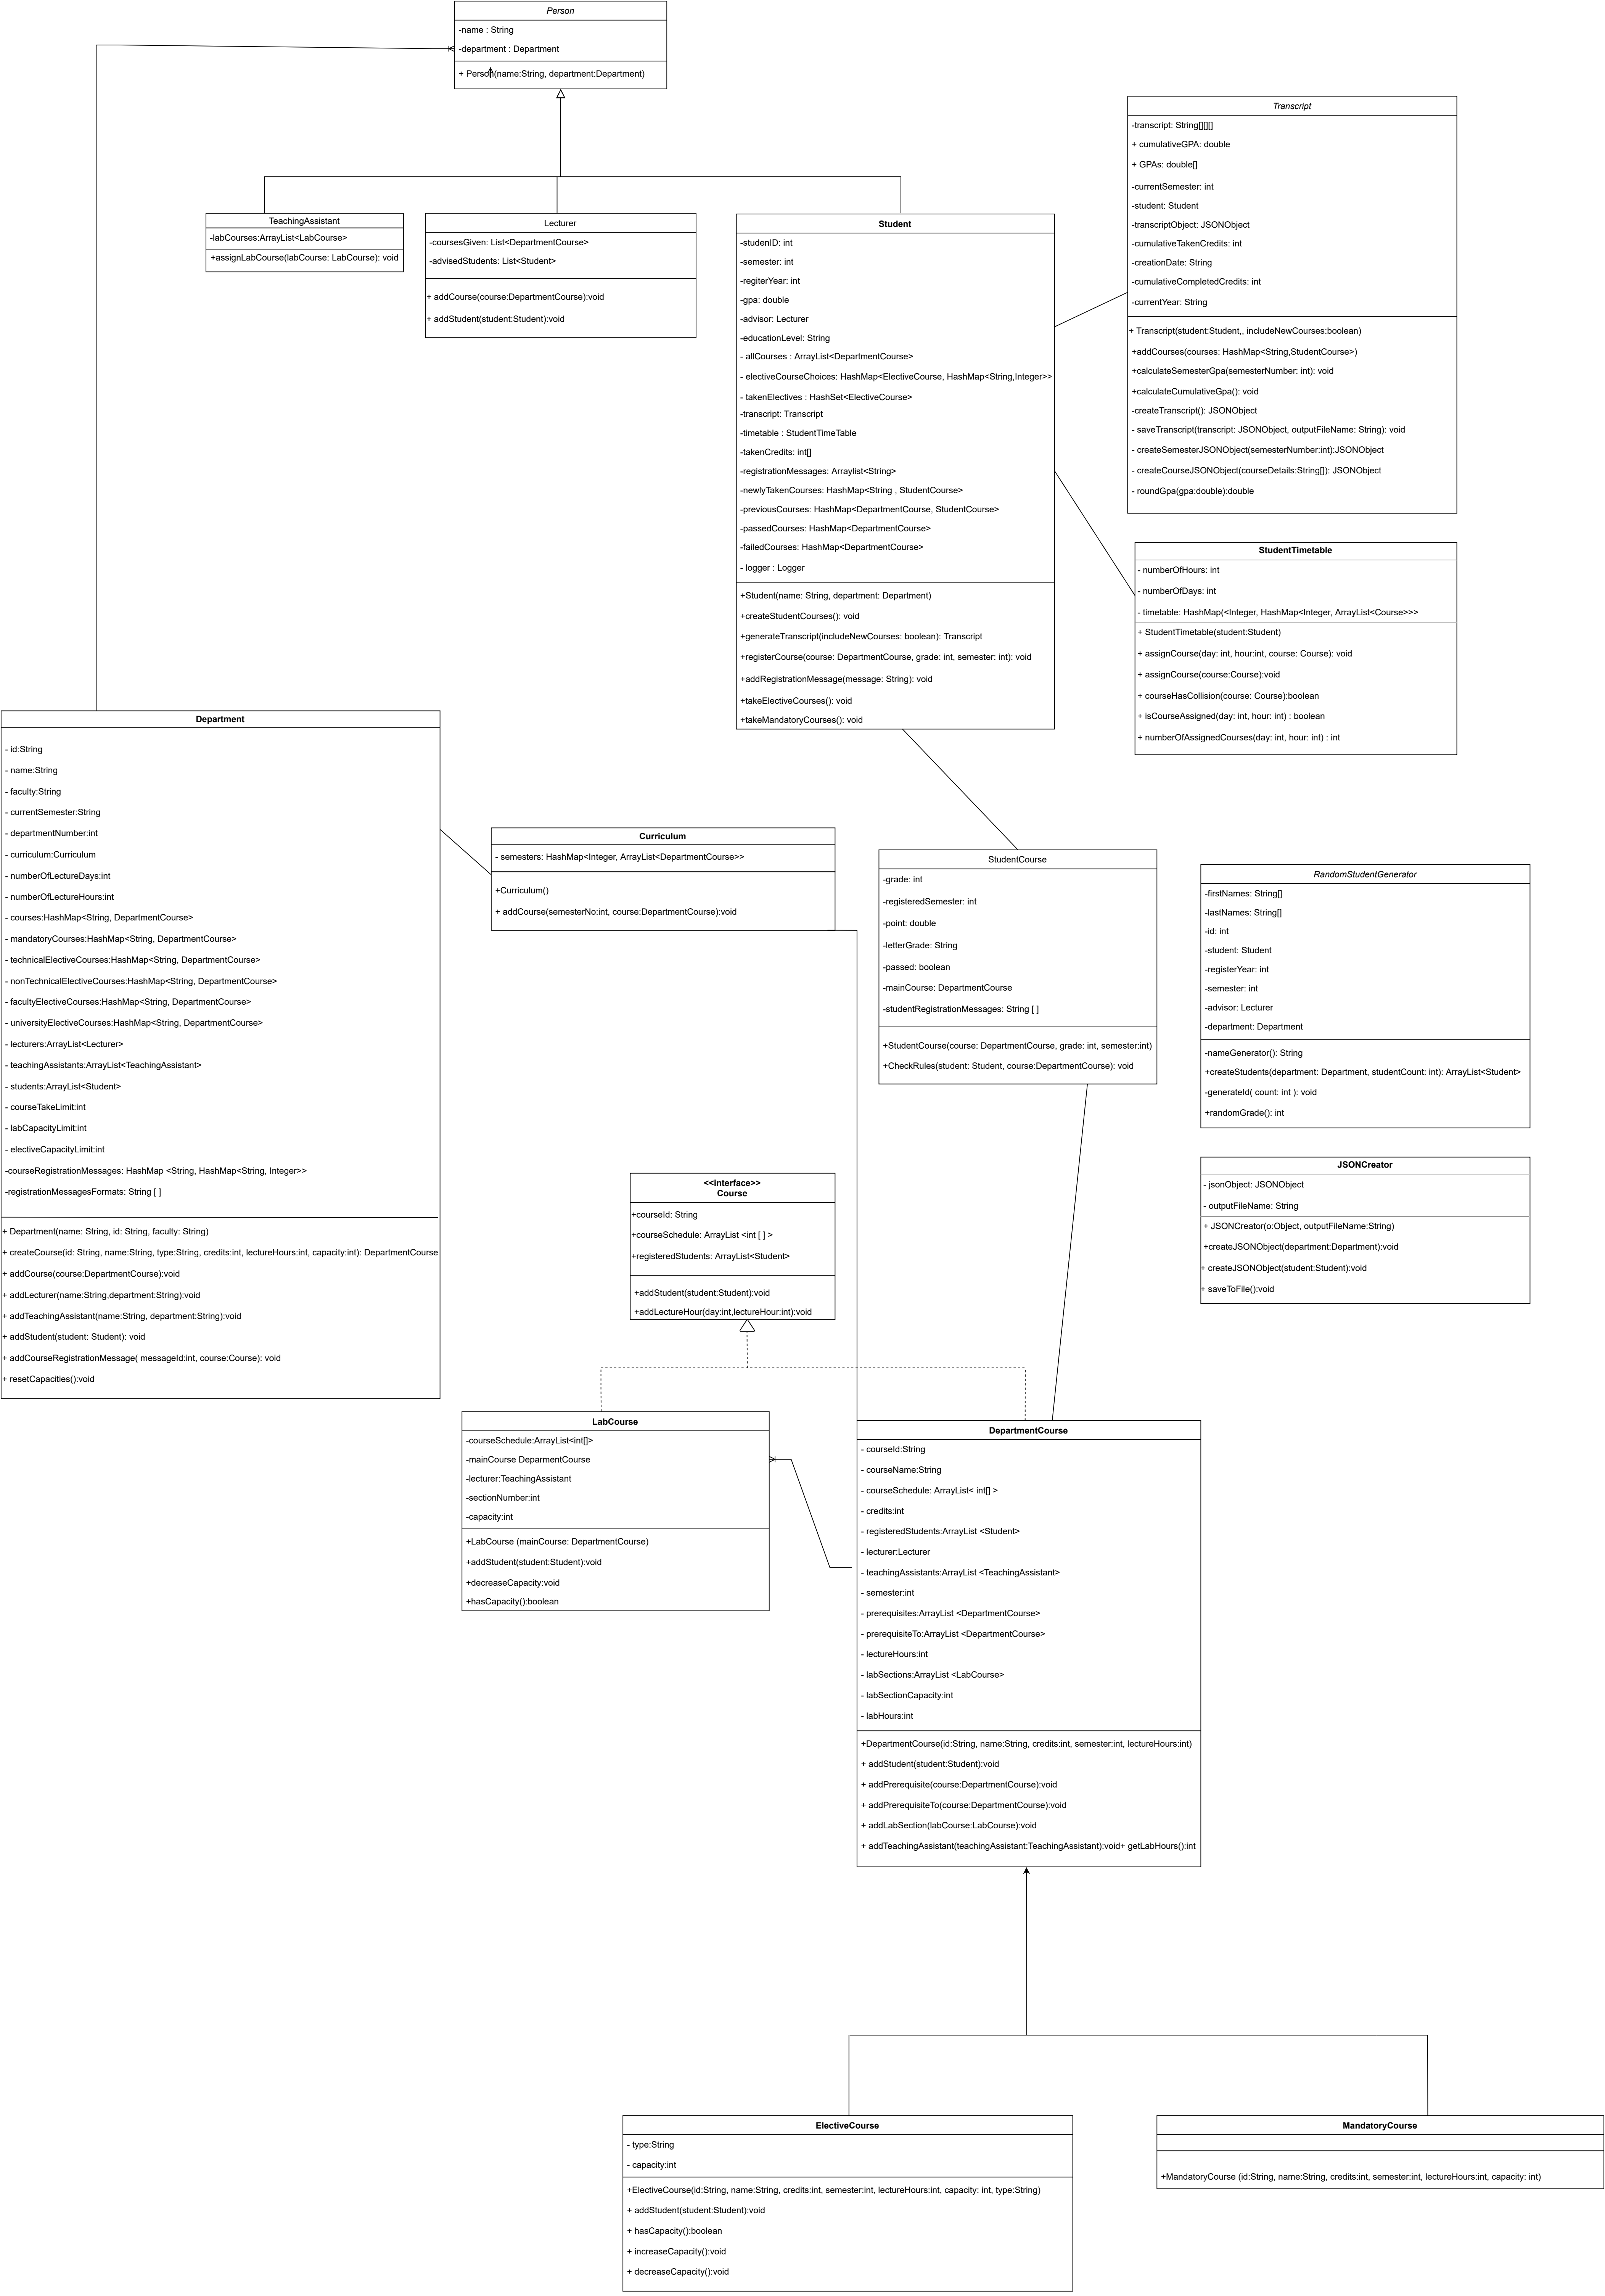 Person
-name : String
-department : Department
+ Person(name:String, department:Department)
Transcript
-transcript: String[][][]
+ cumulativeGPA: double
+ GPAs: double[]
-currentSemester: int
-student: Student
-transcriptObject: JSONObject
-cumulativeTakenCredits: int
-creationDate: String
-cumulativeCompletedCredits: int
-currentYear: String
+ Transcript(student:Student,, includeNewCourses:boolean)
+addCourses(courses: HashMap<String,StudentCourse>)
+calculateSemesterGpa(semesterNumber: int): void
+calculateCumulativeGpa(): void
-createTranscript(): JSONObject
- saveTranscript(transcript: JSONObject, outputFileName: String): void
- createSemesterJSONObject(semesterNumber:int):JSONObject
- createCourseJSONObject(courseDetails:String[]): JSONObject
- roundGpa(gpa:double):double
TeachingAssistant
-labCourses:ArrayList<LabCourse>
+assignLabCourse(labCourse: LabCourse): void
Lecturer
-coursesGiven: List<DepartmentCourse>
-advisedStudents: List<Student>
+ addCourse(course:DepartmentCourse):void
+ addStudent(student:Student):void
Student
-studenID: int
-semester: int
-regiterYear: int
-gpa: double
-advisor: Lecturer
-educationLevel: String
- allCourses : ArrayList<DepartmentCourse>
- electiveCourseChoices: HashMap<ElectiveCourse, HashMap<String,Integer>>
- takenElectives : HashSet<ElectiveCourse>
-transcript: Transcript
-timetable : StudentTimeTable
-takenCredits: int[]
-registrationMessages: Arraylist<String>
-newlyTakenCourses: HashMap<String , StudentCourse>
-previousCourses: HashMap<DepartmentCourse, StudentCourse>
-passedCourses: HashMap<DepartmentCourse>
-failedCourses: HashMap<DepartmentCourse>
- logger : Logger
+Student(name: String, department: Department)
+createStudentCourses(): void
+generateTranscript(includeNewCourses: boolean): Transcript
+registerCourse(course: DepartmentCourse, grade: int, semester: int): void
+addRegistrationMessage(message: String): void
+takeElectiveCourses(): void
+takeMandatoryCourses(): void
StudentTimetable
- numberOfHours: int
- numberOfDays: int
- timetable: HashMap(<Integer, HashMap<Integer, ArrayList<Course>>>
+ StudentTimetable(student:Student)
+ assignCourse(day: int, hour:int, course: Course): void
+ assignCourse(course:Course):void
+ courseHasCollision(course: Course):boolean
+ isCourseAssigned(day: int, hour: int) : boolean
+ numberOfAssignedCourses(day: int, hour: int) : int
Department
- id:String
- name:String
- faculty:String
- currentSemester:String
- departmentNumber:int
- curriculum:Curriculum
- numberOfLectureDays:int
- numberOfLectureHours:int
- courses:HashMap<String, DepartmentCourse>
- mandatoryCourses:HashMap<String, DepartmentCourse>
- technicalElectiveCourses:HashMap<String, DepartmentCourse>
- nonTechnicalElectiveCourses:HashMap<String, DepartmentCourse>
- facultyElectiveCourses:HashMap<String, DepartmentCourse>
- universityElectiveCourses:HashMap<String, DepartmentCourse>
- lecturers:ArrayList<Lecturer>
- teachingAssistants:ArrayList<TeachingAssistant>
- students:ArrayList<Student>
- courseTakeLimit:int
- labCapacityLimit:int
- electiveCapacityLimit:int
-courseRegistrationMessages: HashMap <String, HashMap<String, Integer>>
-registrationMessagesFormats: String [ ]
+ Department(name: String, id: String, faculty: String)
+ createCourse(id: String, name:String, type:String, credits:int, lectureHours:int, capacity:int): DepartmentCourse
+ addCourse(course:DepartmentCourse):void
+ addLecturer(name:String,department:String):void
+ addTeachingAssistant(name:String, department:String):void
+ addStudent(student: Student): void
+ addCourseRegistrationMessage( messageId:int, course:Course): void
+ resetCapacities():void
Curriculum
- semesters: HashMap<Integer, ArrayList<DepartmentCourse>>
+Curriculum()
+ addCourse(semesterNo:int, course:DepartmentCourse):void
StudentCourse
-grade: int
-registeredSemester: int
-point: double
-letterGrade: String
-passed: boolean
-mainCourse: DepartmentCourse
-studentRegistrationMessages: String [ ]
+StudentCourse(course: DepartmentCourse, grade: int, semester:int)
+CheckRules(student: Student, course:DepartmentCourse): void
RandomStudentGenerator
-firstNames: String[]
-lastNames: String[]
-id: int
-student: Student
-registerYear: int
-semester: int
-advisor: Lecturer
-department: Department
-nameGenerator(): String
+createStudents(department: Department, studentCount: int): ArrayList<Student>
-generateId( count: int ): void
+randomGrade(): int
JSONCreator
- jsonObject: JSONObject
- outputFileName: String
+ JSONCreator(o:Object, outputFileName:String)
+createJSONObject(department:Department):void
+ createJSONObject(student:Student):void
+ saveToFile():void
<<interface>>
Course
+courseId: String
+courseSchedule: ArrayList <int [ ] >
+registeredStudents: ArrayList<Student>
+addStudent(student:Student):void
+addLectureHour(day:int,lectureHour:int):void
LabCourse
-courseSchedule:ArrayList<int[]>
-mainCourse DeparmentCourse
-lecturer:TeachingAssistant
-sectionNumber:int
-capacity:int
+LabCourse (mainCourse: DepartmentCourse)
+addStudent(student:Student):void
+decreaseCapacity:void
+hasCapacity():boolean
DepartmentCourse
- courseId:String
- courseName:String
- courseSchedule: ArrayList< int[] >
- credits:int
- registeredStudents:ArrayList <Student>
- lecturer:Lecturer
- teachingAssistants:ArrayList <TeachingAssistant>
- semester:int
- prerequisites:ArrayList <DepartmentCourse>
- prerequisiteTo:ArrayList <DepartmentCourse>
- lectureHours:int
- labSections:ArrayList <LabCourse>
- labSectionCapacity:int
- labHours:int
+DepartmentCourse(id:String, name:String, credits:int, semester:int, lectureHours:int)
+ addStudent(student:Student):void
+ addPrerequisite(course:DepartmentCourse):void
+ addPrerequisiteTo(course:DepartmentCourse):void
+ addLabSection(labCourse:LabCourse):void
+ addTeachingAssistant(teachingAssistant:TeachingAssistant):void+ getLabHours():int
ElectiveCourse
- type:String
- capacity:int
+ElectiveCourse(id:String, name:String, credits:int, semester:int, lectureHours:int, capacity: int, type:String)
+ addStudent(student:Student):void
+ hasCapacity():boolean
+ increaseCapacity():void
+ decreaseCapacity():void
MandatoryCourse
+MandatoryCourse (id:String, name:String, credits:int, semester:int, lectureHours:int, capacity: int)